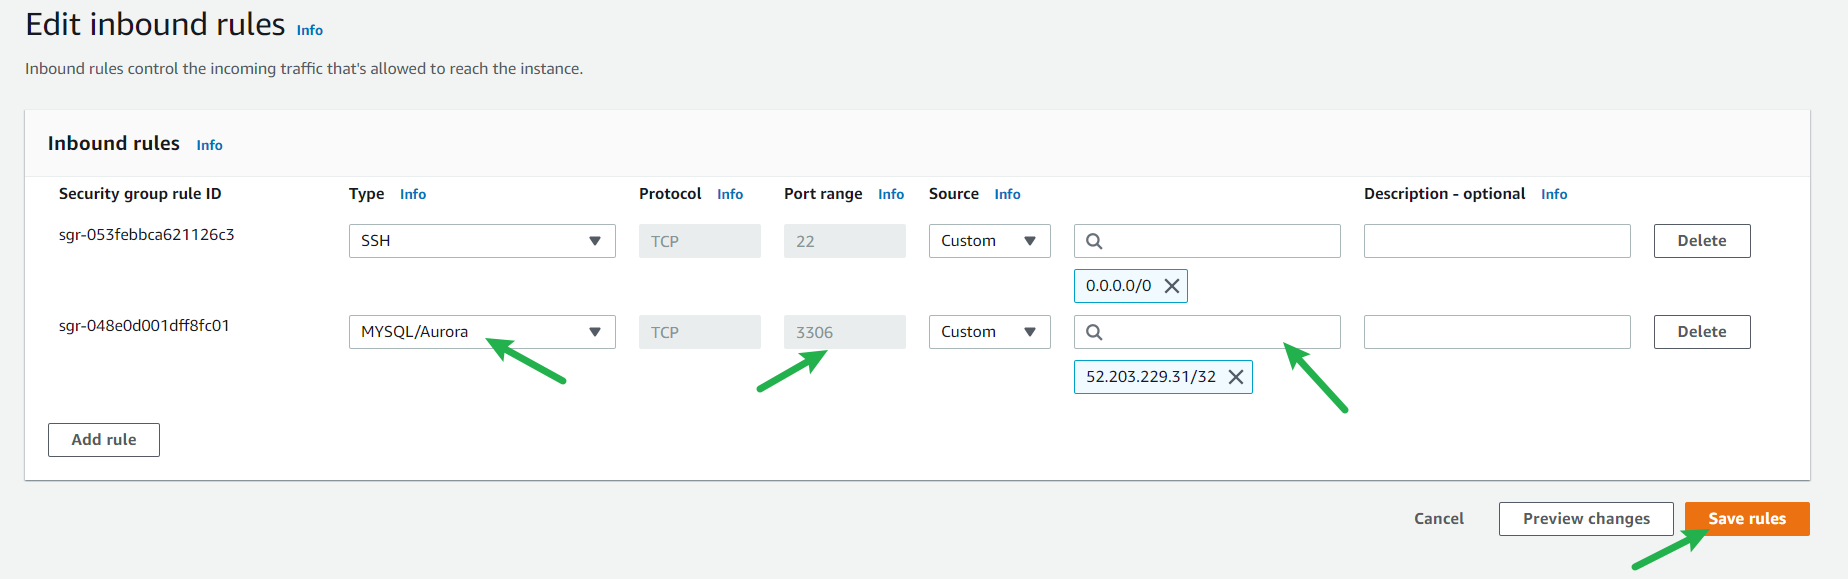 Edit inbound rules Info
Inbound rules control the incoming traffic that's allowed to reach the instance.
Inbound rules Info
Security group rule ID Type Info Protocol Info Port range Info Source Info Description - optional Info
sgr-053febbca621126c3 SSH TCP 22 Custom Delete
0.0.0.0/0
sgr-048e0d001dff8fc01 MYSQL/Aurora TCP 3306 Custom Delete
52.203.229.31/32
Add rule
Cancel Preview changes Save rules